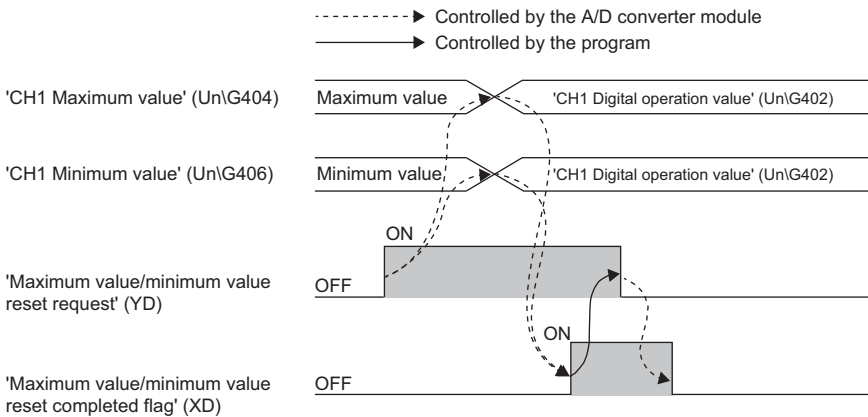 Controlled by the A/D converter module
Controlled by the program
'CH1 Maximum value' (Un\G404)
Maximum value
'CH1 Digital operation value' (Un\G402)
'CH1 Minimum value' (Un\G406)
Minimum value
'CH1 Digital operation value' (Un\G402)
ON
'Maximum value/minimum value
reset request' (YD)
OFF
ON
'Maximum value/minimum value
reset completed flag' (XD)
OFF